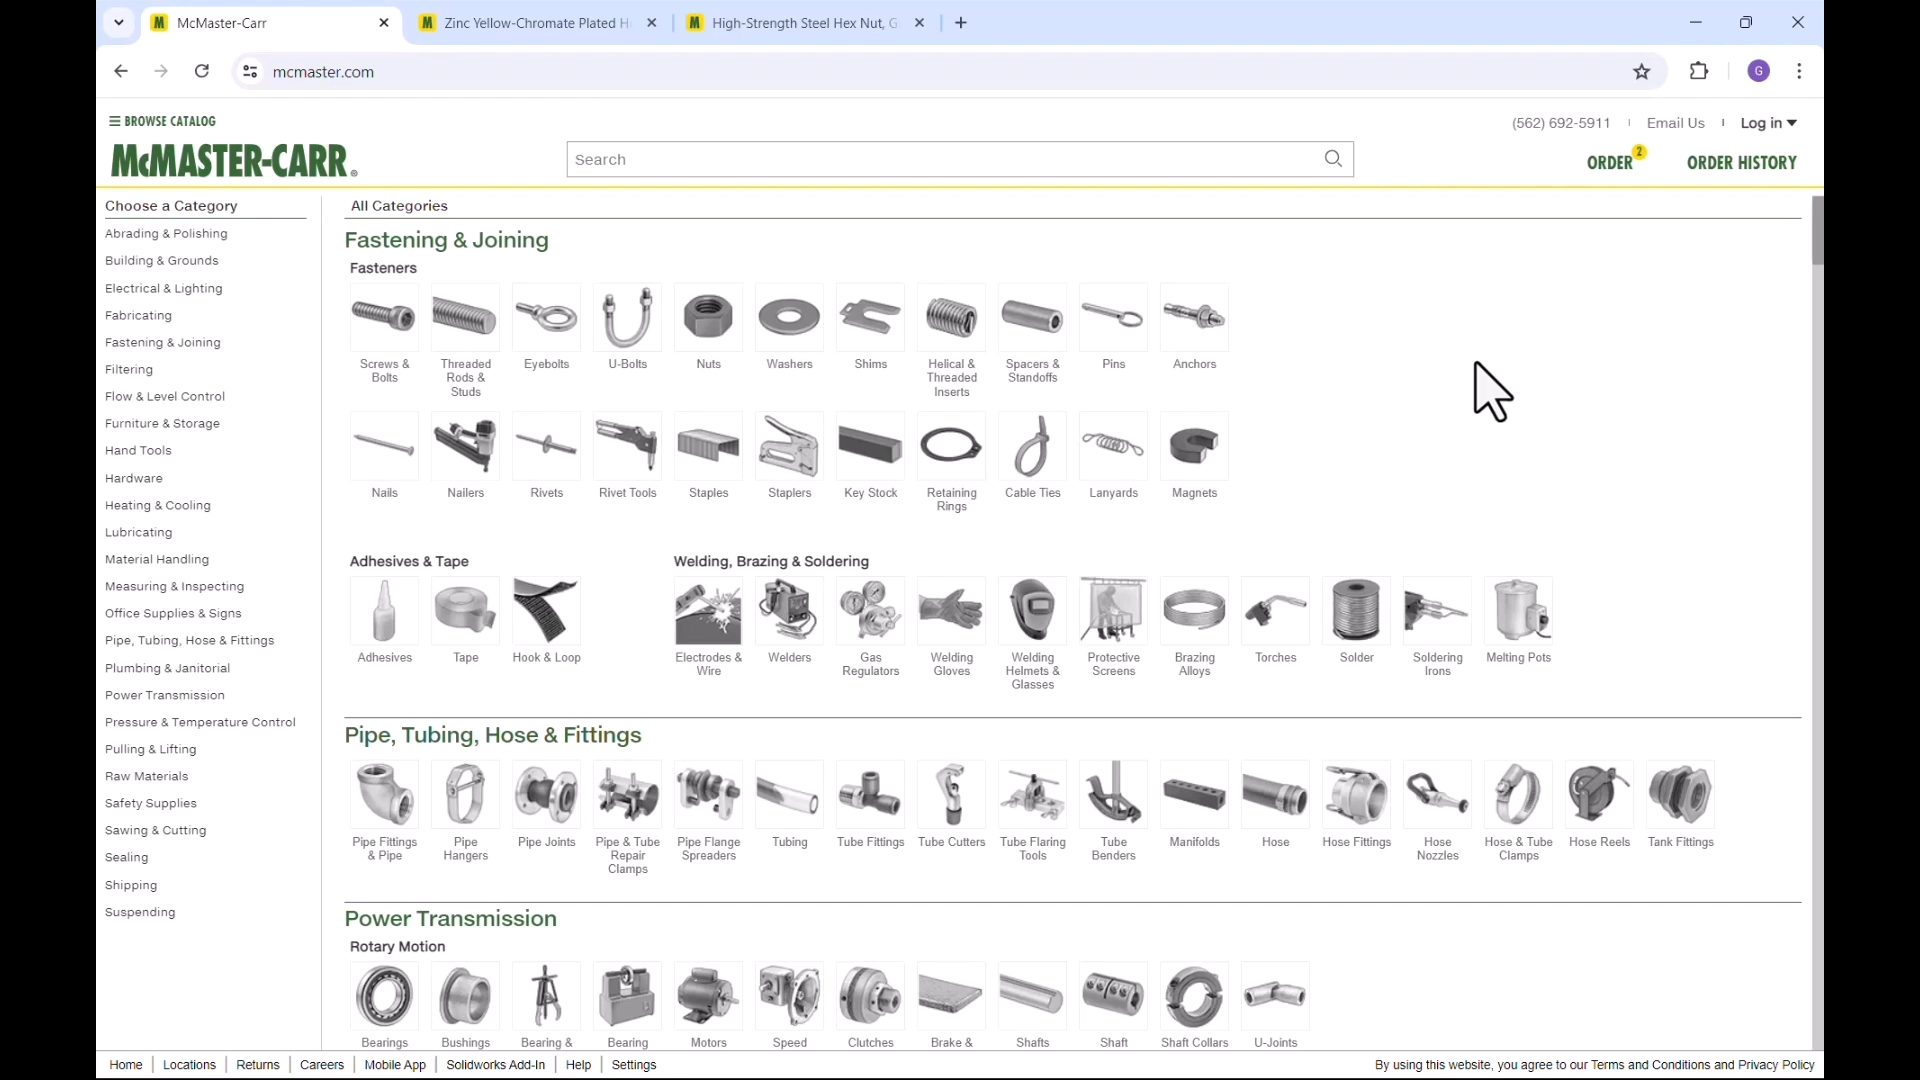 McMaster-Carr
Zinc Yellow-Chromate Plated H
High-Strength Steel Hex Nut, G
mcmaster.com
G
BROWSE CATALOG
(562) 692-5911
Email Us
Log in
McMASTER-CARR®
Search
ORDER 2
ORDER HISTORY
Choose a Category
Abrading & Polishing
Building & Grounds
Electrical & Lighting
Fabricating
Fastening & Joining
Filtering
Flow & Level Control
Furniture & Storage
Hand Tools
Hardware
Heating & Cooling
Lubricating
Material Handling
Measuring & Inspecting
Office Supplies & Signs
Pipe, Tubing, Hose & Fittings
Plumbing & Janitorial
Power Transmission
Pressure & Temperature Control
Pulling & Lifting
Raw Materials
Safety Supplies
Sawing & Cutting
Sealing
Shipping
Suspending
All Categories
Fastening & Joining
Fasteners
Screws &
Bolts
Threaded
Rods &
Studs
Eyebolts
U-Bolts
Nuts
Washers
Shims
Helical &
Threaded
Inserts
Spacers &
Standoffs
Pins
Anchors
Nails
Nailers
Rivets
Rivet Tools
Staples
Staplers
Key Stock
Retaining
Rings
Cable Ties
Lanyards
Magnets
Adhesives & Tape
Adhesives
Tape
Hook & Loop
Welding, Brazing & Soldering
Electrodes &
Wire
Welders
Gas
Regulators
Welding
Gloves
Welding
Helmets &
Glasses
Protective
Screens
Brazing
Alloys
Torches
Solder
Soldering
Irons
Melting Pots
Pipe, Tubing, Hose & Fittings
Pipe Fittings
& Pipe
Pipe
Hangers
Pipe Joints
Pipe & Tube
Repair
Clamps
Pipe Flange
Spreaders
Tubing
Tube Fittings
Tube Cutters
Tube Flaring
Tools
Tube
Benders
Manifolds
Hose
Hose Fittings
Hose
Nozzles
Hose & Tube
Clamps
Hose Reels
Tank Fittings
Power Transmission
Rotary Motion
Bearings
Bushings
Bearing &
Bearing
Motors
Speed
Clutches
Brake &
Shafts
Shaft
Shaft Collars
U-Joints
Home
Locations
Returns
Careers
Mobile App
Solidworks Add-In
Help
Settings
By using this website, you agree to our Terms and Conditions and Privacy Policy